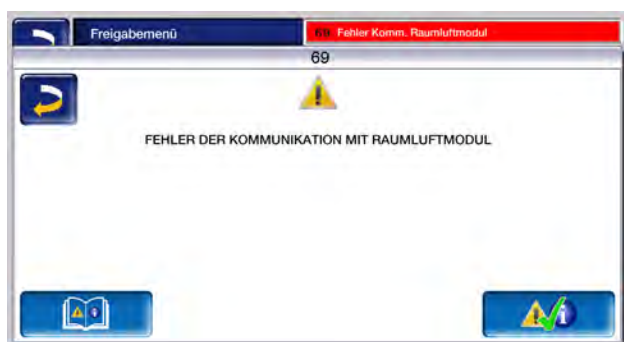 Freigabemenü
69 Fehler Komm. Raumluftmodul
69
FEHLER DER KOMMUNIKATION MIT RAUMLUFTMODUL